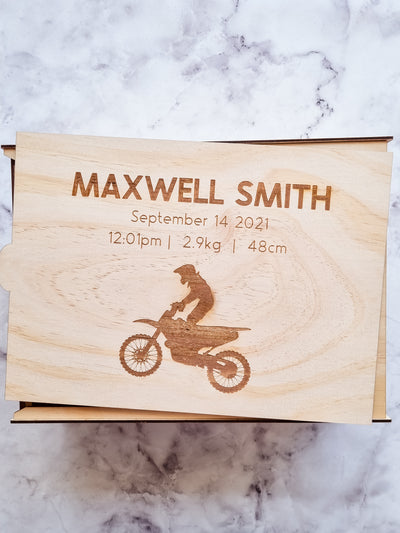 MAXWELL SMITH
September 14 2021
12:01pm | 2.9kg | 48cm